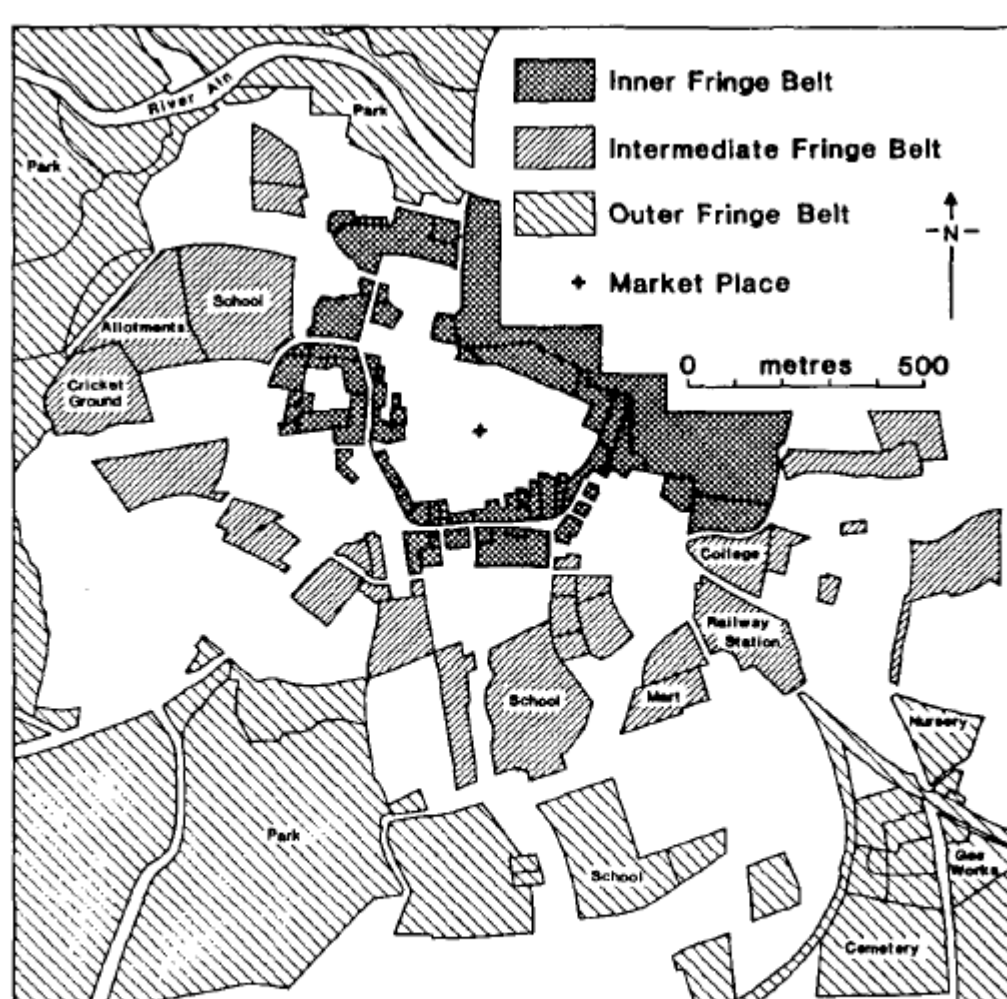 Inner Fringe Belt
Intermediate Fringe Belt
Outer Fringe Belt
Market Place
N
0 metres 500
River Aln
Park
Park
School
Allotments
Cricket
Ground
College
Railway
Station
School
Mart
Nursery
Park
School
Gas
Works
Cemetery